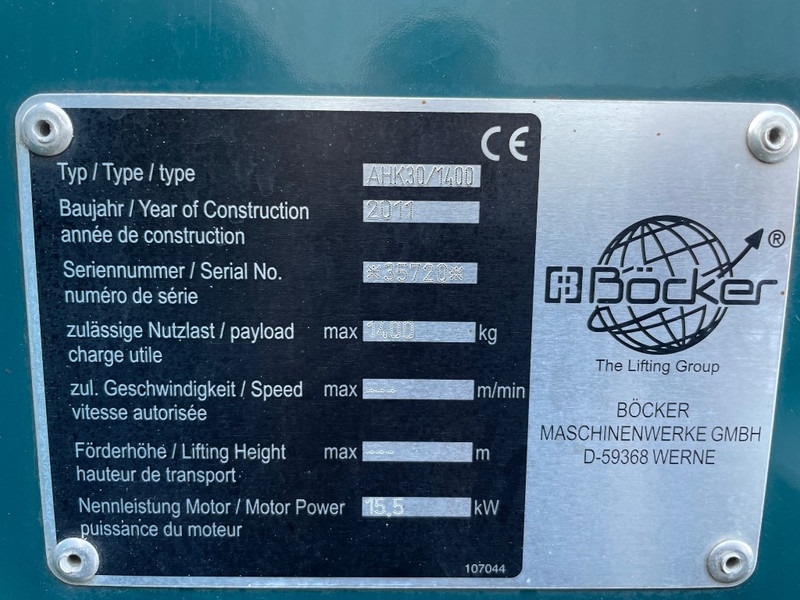 CE
Typ / Type / type AHK30/1400
Baujahr / Year of Construction 2011
année de construction
Seriennummer / Serial No. *35720*
numéro de série
zulässige Nutzlast / payload max 1400 kg
charge utile
zul. Geschwindigkeit / Speed max --- m/min
vitesse autorisée
Förderhöhe / Lifting Height max --- m
hauteur de transport
Nennleistung Motor / Motor Power 15,5 kW
puissance du moteur
107044
Böcker ®
The Lifting Group
BÖCKER
MASCHINENWERKE GMBH
D-59368 WERNE